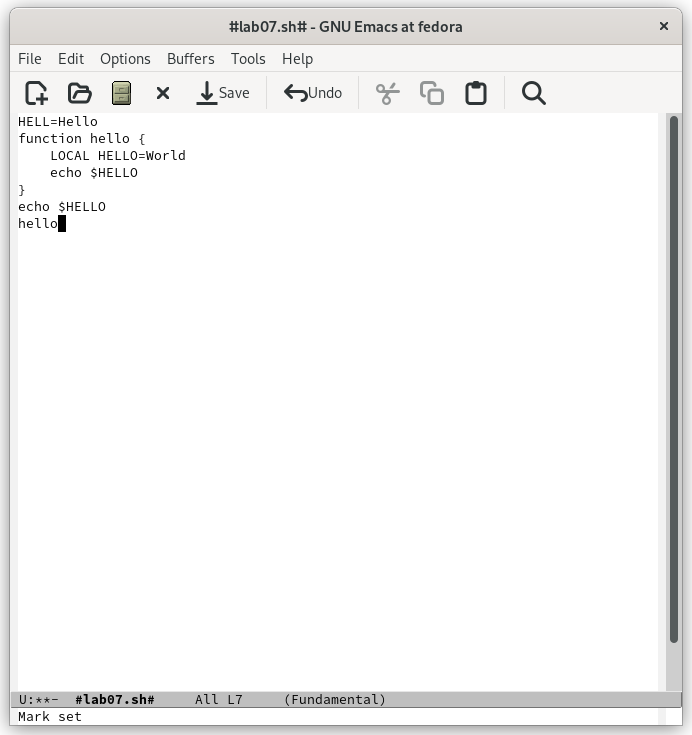 #lab07.sh# - GNU Emacs at fedora
File Edit Options Buffers Tools Help
Save Undo
HELL=Hello
function hello {
    LOCAL HELLO=World
    echo $HELLO
}
echo $HELLO
hello
U:**-  #lab07.sh#     All L7     (Fundamental)
Mark set